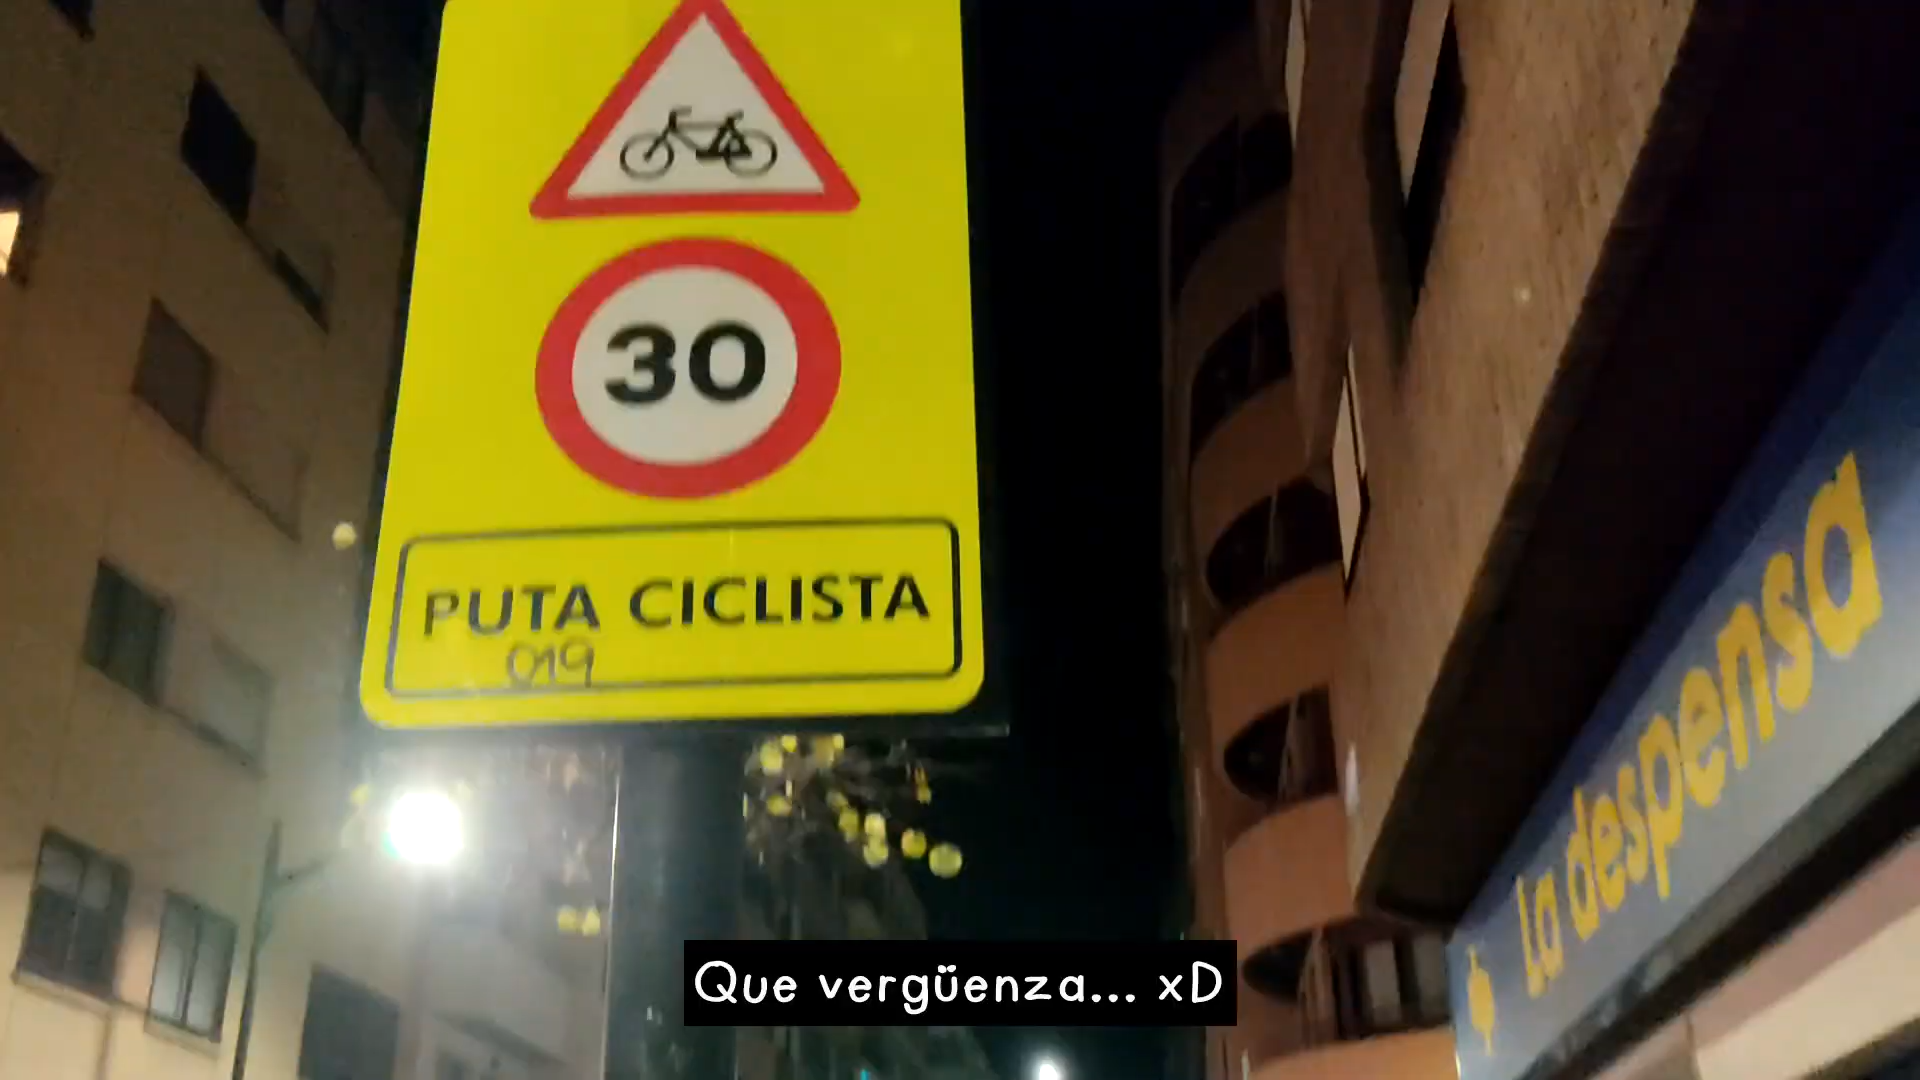 30
PUTA CICLISTA
019
la despensa
Que vergüenza... xD